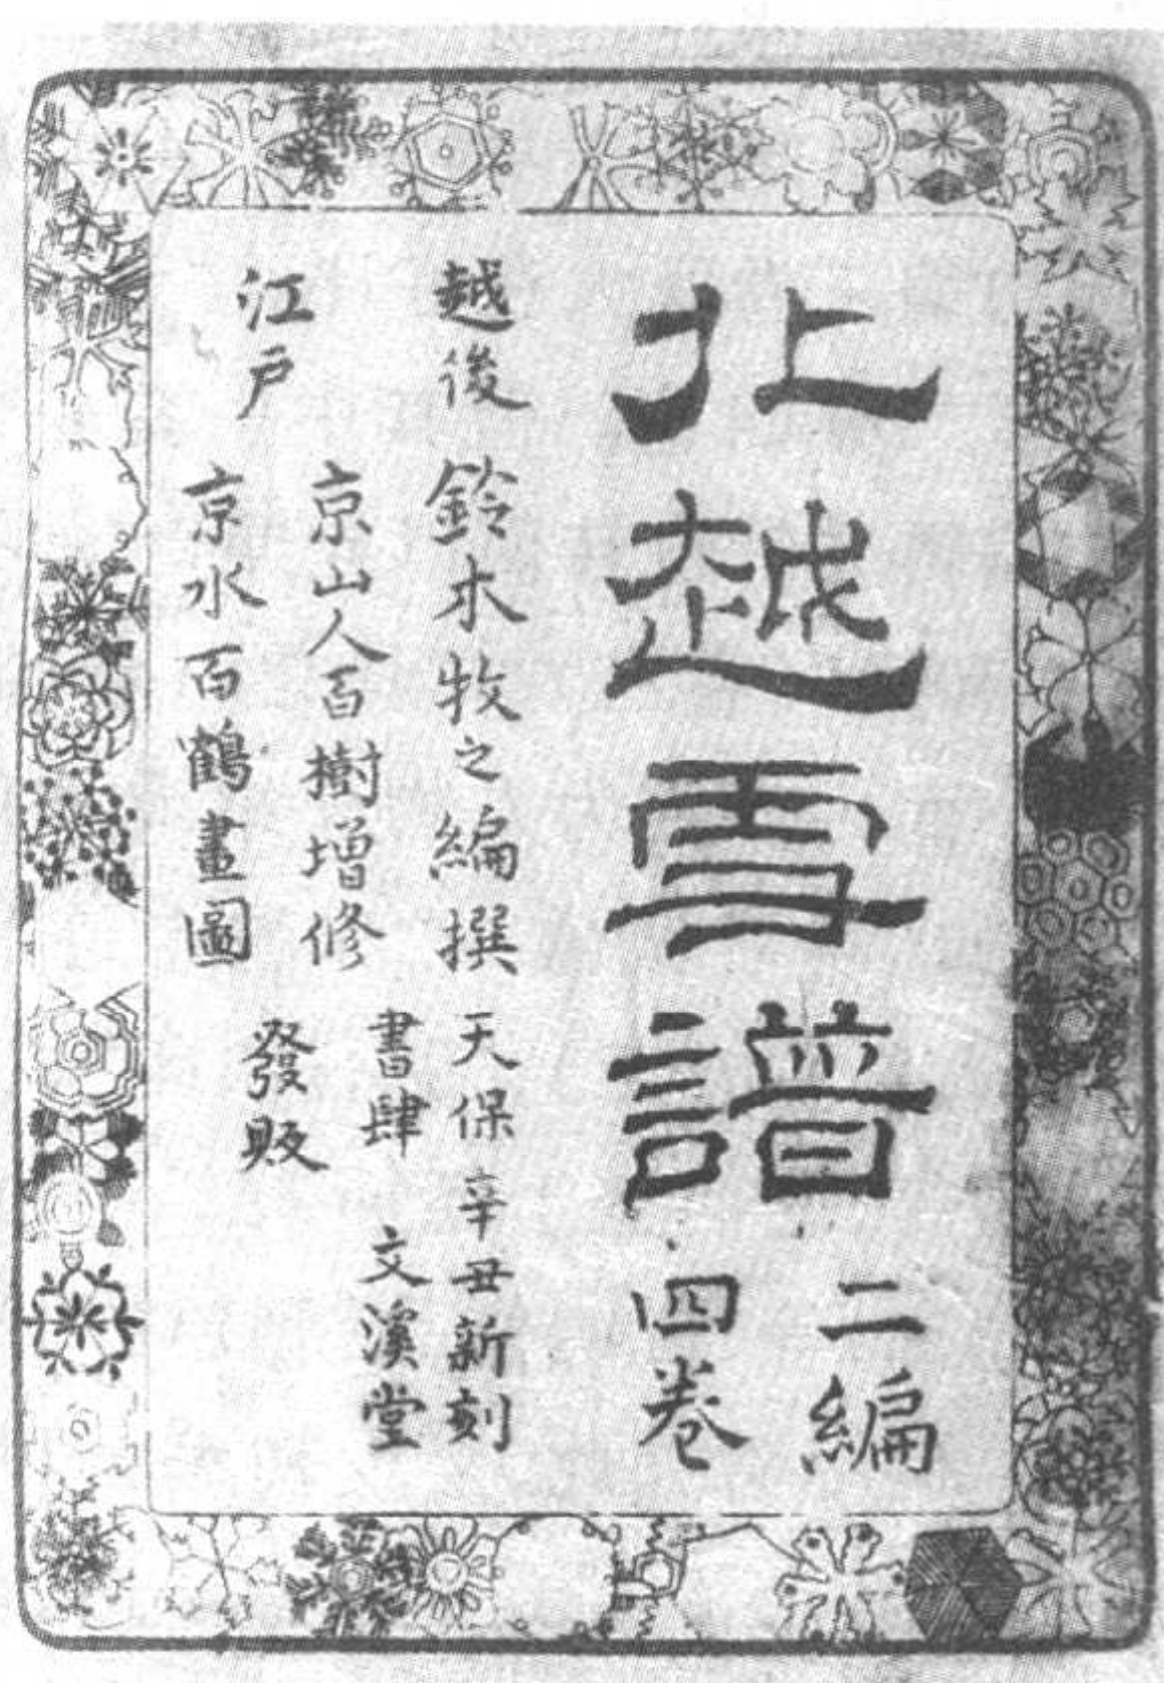 北越雪譜
二編
四巻
越後 鈴木牧之編撰
江戸
京山人百樹増修
京水百鶴畫圖
天保辛丑新刻
書肆 文溪堂
發販